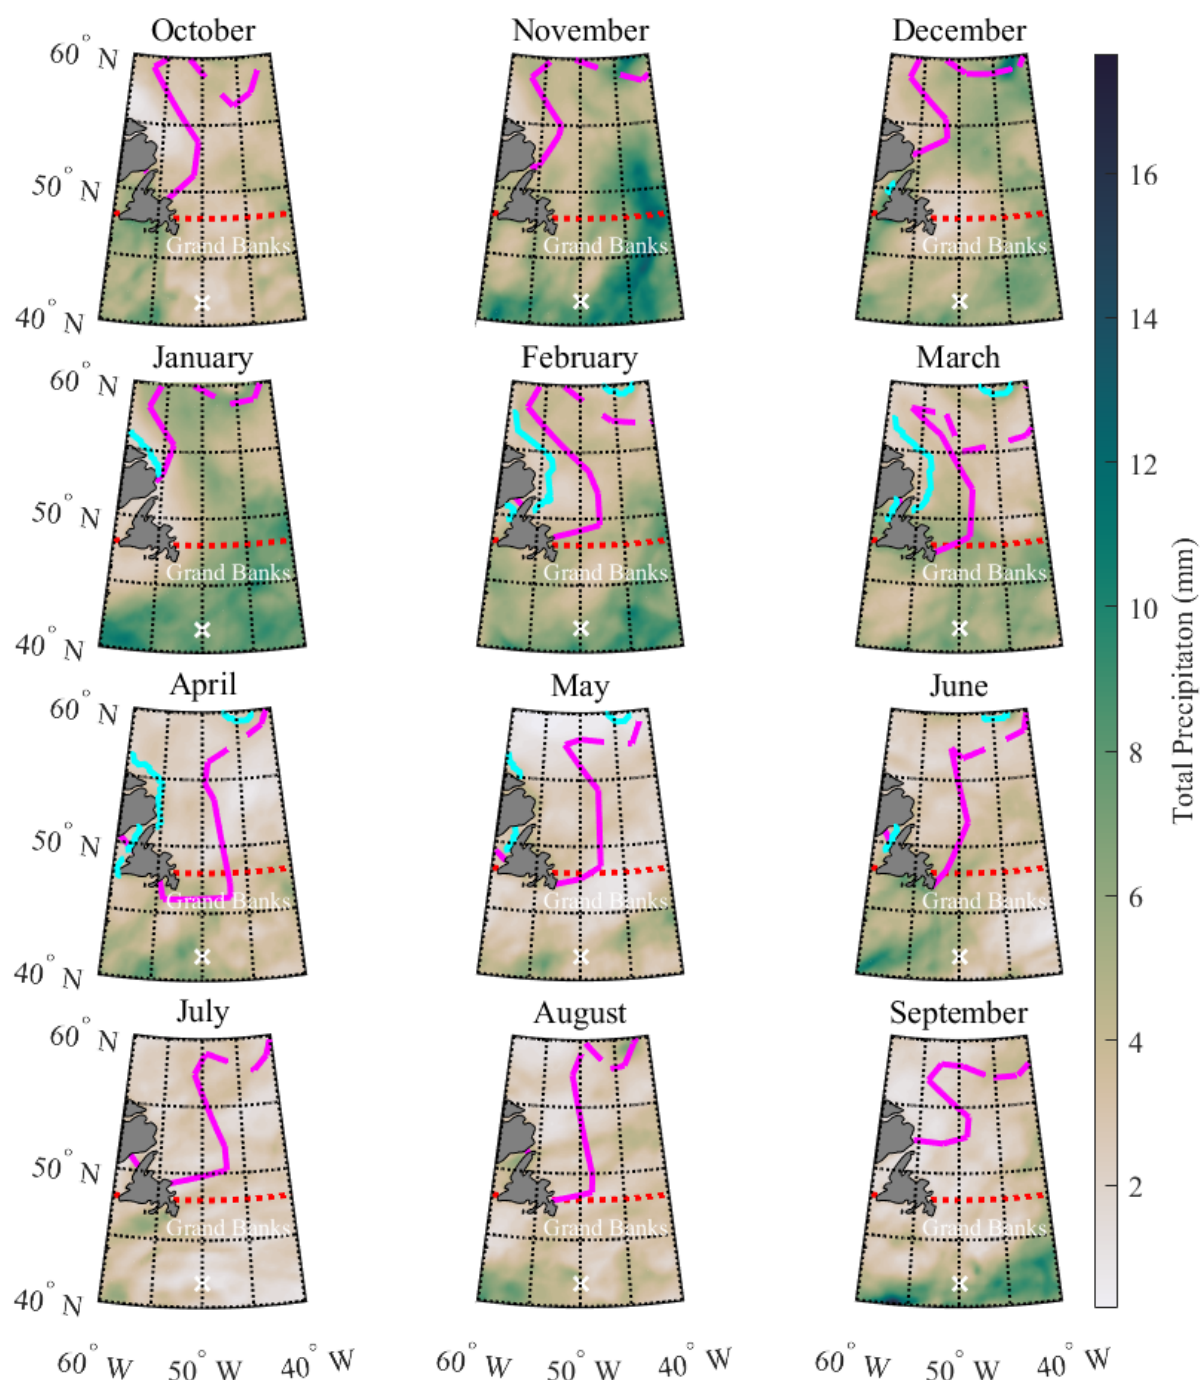 October November December
60° N
50° N
Grand Banks Grand Banks Grand Banks
40° N
January February March
60° N
50° N
Grand Banks Grand Banks Grand Banks
40° N
April May June
60° N
50° N
Grand Banks Grand Banks Grand Banks
40° N
July August September
60° N
50° N
Grand Banks Grand Banks Grand Banks
40° N
60° W 50° W 40° W 60° W 50° W 40° W
16
14
12
10
8
6
4
2
Total Precipitaton (mm)